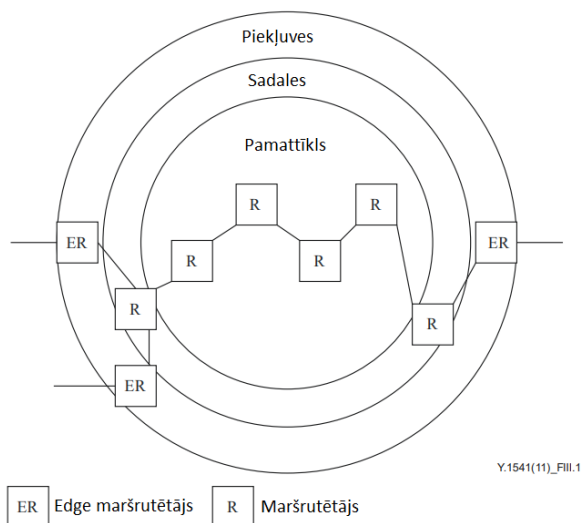 Piekļuves
Sadales
Pamattīkls
R
R
R
R
ER
ER
R
R
ER
Y.1541(11)_FIII.1
ER Edge maršrutētājs R Maršrutētājs